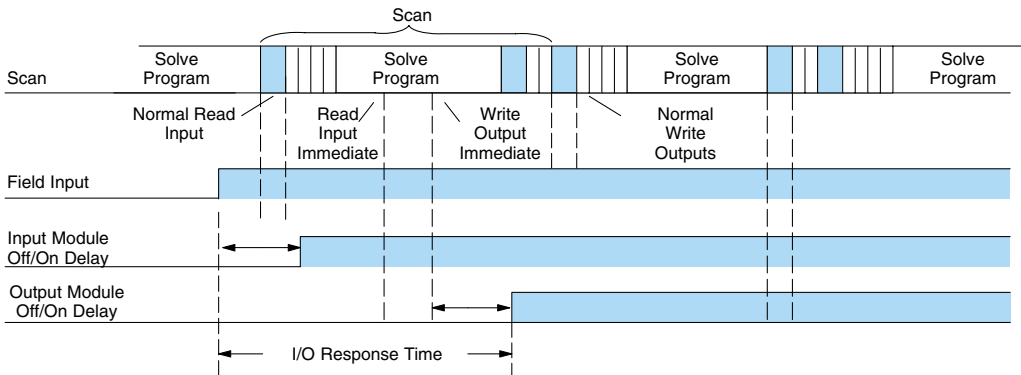 Scan
Scan
Solve
Program
Solve
Program
Solve
Program
Solve
Program
Normal Read
Input
Read
Input
Immediate
Write
Output
Immediate
Normal
Write
Outputs
Field Input
Input Module
Off/On Delay
Output Module
Off/On Delay
I/O Response Time